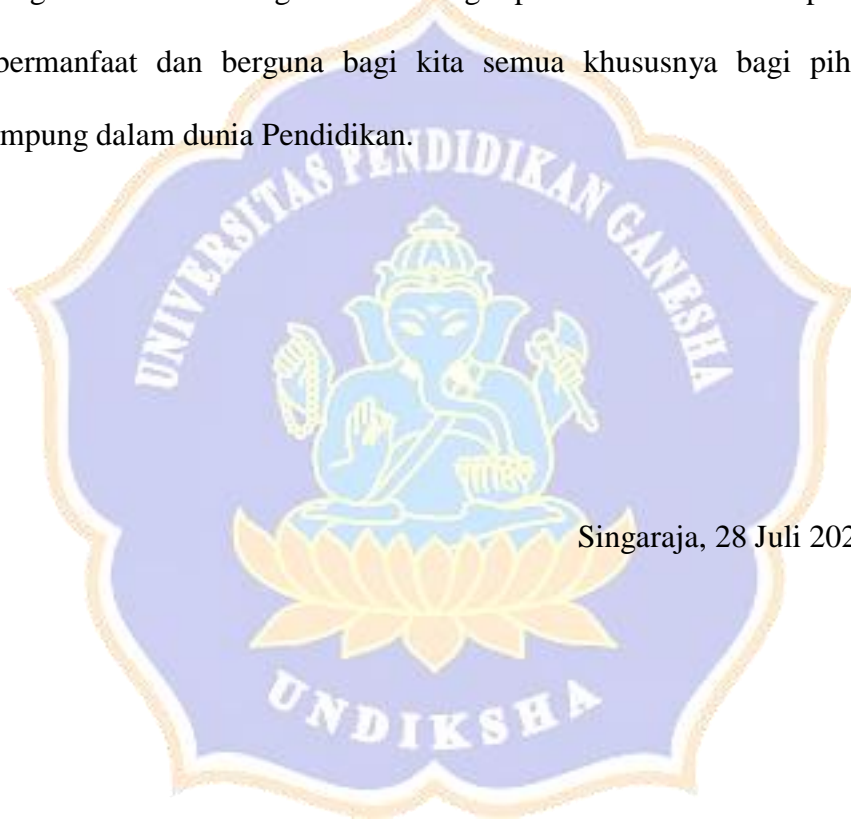 bermanfaat dan berguna bagi kita semua khususnya bagi pih
mpung dalam dunia Pendidikan.
UNIVERSITAS PENDIDIKAN GANESHA
Singaraja, 28 Juli 202
UNDIKSHA